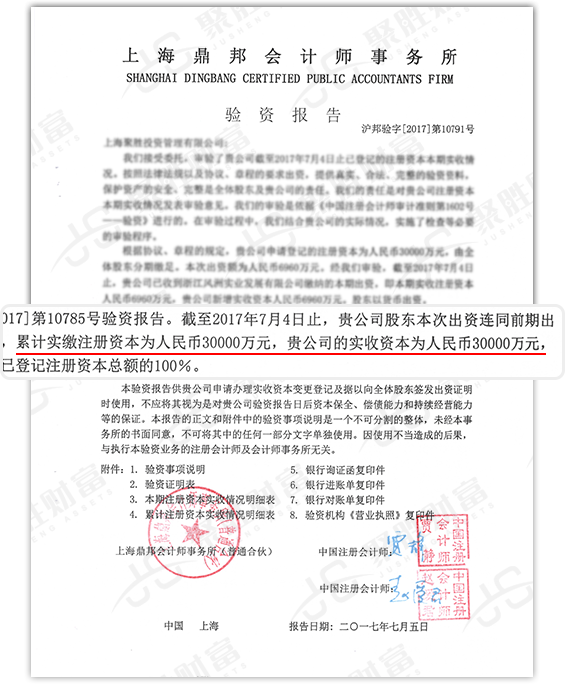 上海鼎邦会计师事务所
SHANGHAI DINGBANG CERTIFIED PUBLIC ACCOUNTANTS FIRM
验资报告
沪邦验字[2017]第10791号
上海聚胜投资管理有限公司：
我们接受委托，审验了贵公司截至2017年7月4日止已登记的注册资本本期实收情
况。按照法律法规以及协议、章程的要求出资，提供真实、合法、完整的验资资料，
保护资产的安全、完整是全体股东及贵公司的责任。我们的责任是对贵公司注册资本
本期实收情况发表审验意见。我们的审验是依据《中国注册会计师审计准则第1602号
——验资》进行的。在审验过程中，我们结合贵公司的实际情况，实施了检查等必要
的审验程序。
根据协议、章程的规定，贵公司申请登记的注册资本为人民币30000万元，由全
体股东分期缴足。本次出资额为人民币6960万元。经我们审验，截至2017年7月4日
止，贵公司已收到浙江风洲实业发展有限公司缴纳的本期出资，即本期实收注册资本
人民币6960万元，贵公司新增实收资本人民币6960万元。股东以货币出资。
017]第10785号验资报告。截至2017年7月4日止，贵公司股东本次出资连同前期出
，累计实缴注册资本为人民币30000万元，贵公司的实收资本为人民币30000万元，
已登记注册资本总额的100%。
本验资报告供贵公司申请办理实收资本变更登记及据以向全体股东签发出资证明
时使用，不应将其视为是对贵公司验资报告日后资本保全、偿债能力和持续经营能力
等的保证。本报告的正文和附件中的验资事项说明是一个不可分割的整体，未经本事
务所的书面同意，不可将其中的任何一部分文字单独使用。因使用不当造成的后果，
与执行本验资业务的注册会计师及会计师事务所无关。
附件：1. 验资事项说明 5. 银行询证函复印件
2. 验资证明表 6. 银行进账单复印件
3. 本期注册资本实收情况明细表 7. 银行对账单复印件
4. 累计注册资本实收情况明细表 8. 验资机构《营业执照》复印件
上海鼎邦会计师事务所（普通合伙） 中国注册会计师：
中国注册会计师
贾静
中国注册会计师：
中国注册会计师
中国 上海 报告日期：二〇一七年七月五日
聚胜财富